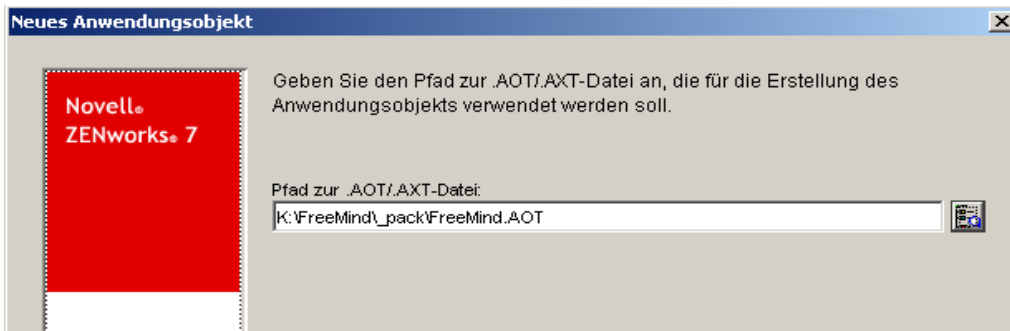 Neues Anwendungsobjekt
Geben Sie den Pfad zur .AOT/.AXT-Datei an, die für die Erstellung des
Anwendungsobjekts verwendet werden soll.
Novell®
ZENworks® 7
Pfad zur .AOT/.AXT-Datei:
K:\FreeMind\_pack\FreeMind.AOT